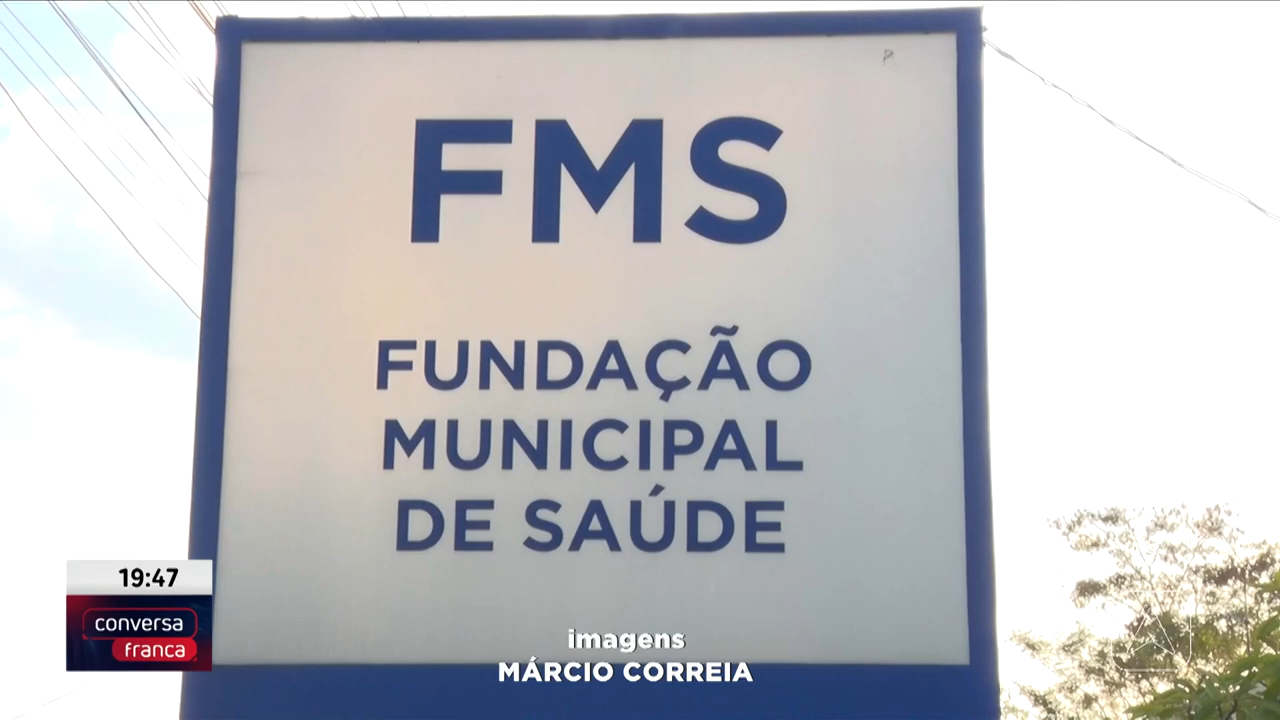 FMS
FUNDAÇÃO
MUNICIPAL
DE SAÚDE
19:47
conversa
franca
imagens
MÁRCIO CORREIA